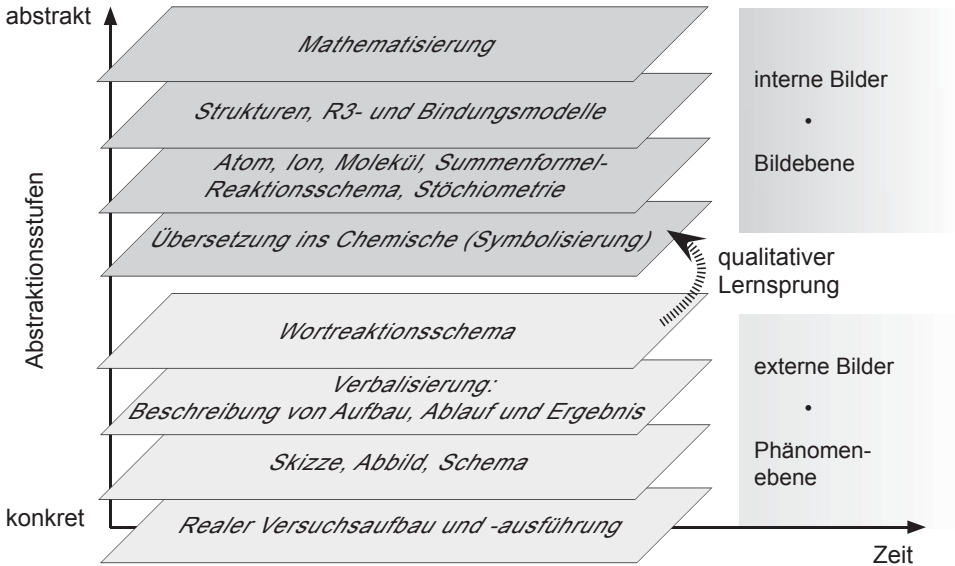 abstrakt
Mathematisierung
Strukturen, R3- und Bindungsmodelle
Atom, Ion, Molekül, Summenformel-
Reaktionsschema, Stöchiometrie
Übersetzung ins Chemische (Symbolisierung)
Wortreaktionsschema
Verbalisierung:
Beschreibung von Aufbau, Ablauf und Ergebnis
Skizze, Abbild, Schema
Realer Versuchsaufbau und -ausführung
konkret
Abstraktionsstufen
Zeit
interne Bilder
•
Bildebene
qualitativer
Lernsprung
externe Bilder
•
Phänomen-
ebene